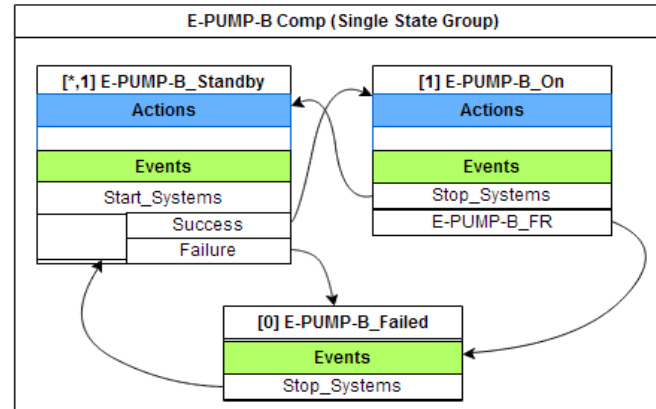 E-PUMP-B Comp (Single State Group)
[*,1] E-PUMP-B_Standby
Actions
Events
Start_Systems
Success
Failure
[1] E-PUMP-B_On
Actions
Events
Stop_Systems
E-PUMP-B_FR
[0] E-PUMP-B_Failed
Events
Stop_Systems